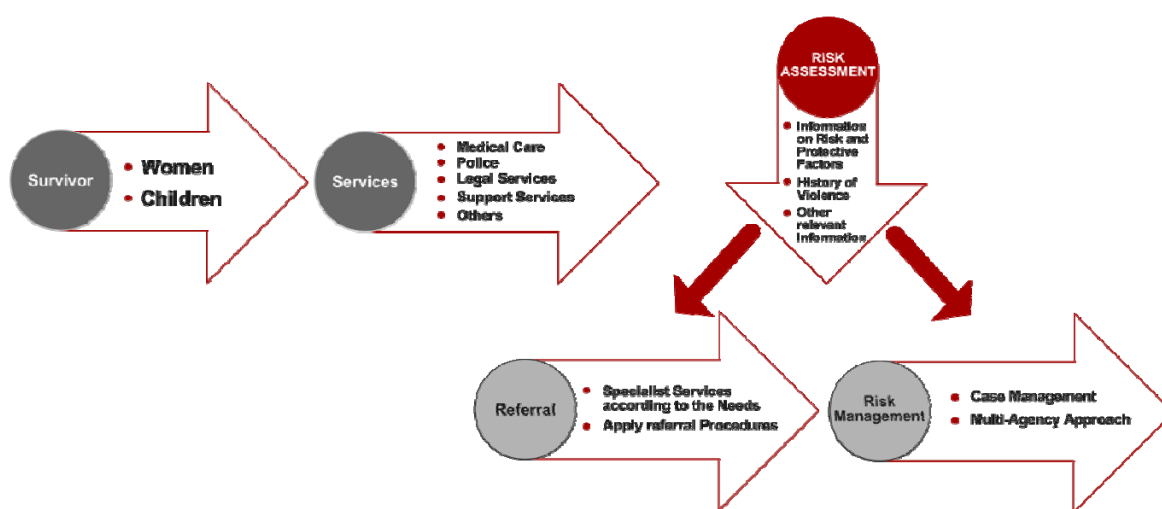 Survivor
• Women
• Children
Services
• Medical Care
• Police
• Legal Services
• Support Services
• Others
RISK
ASSESSMENT
• Information
on Risk and
Protective
Factors
• History of
Violence
• Other
relevant
Information
Referral
• Specialist Services
according to the Needs
• Apply referral Procedures
Risk
Management
• Case Management
• Multi-Agency Approach